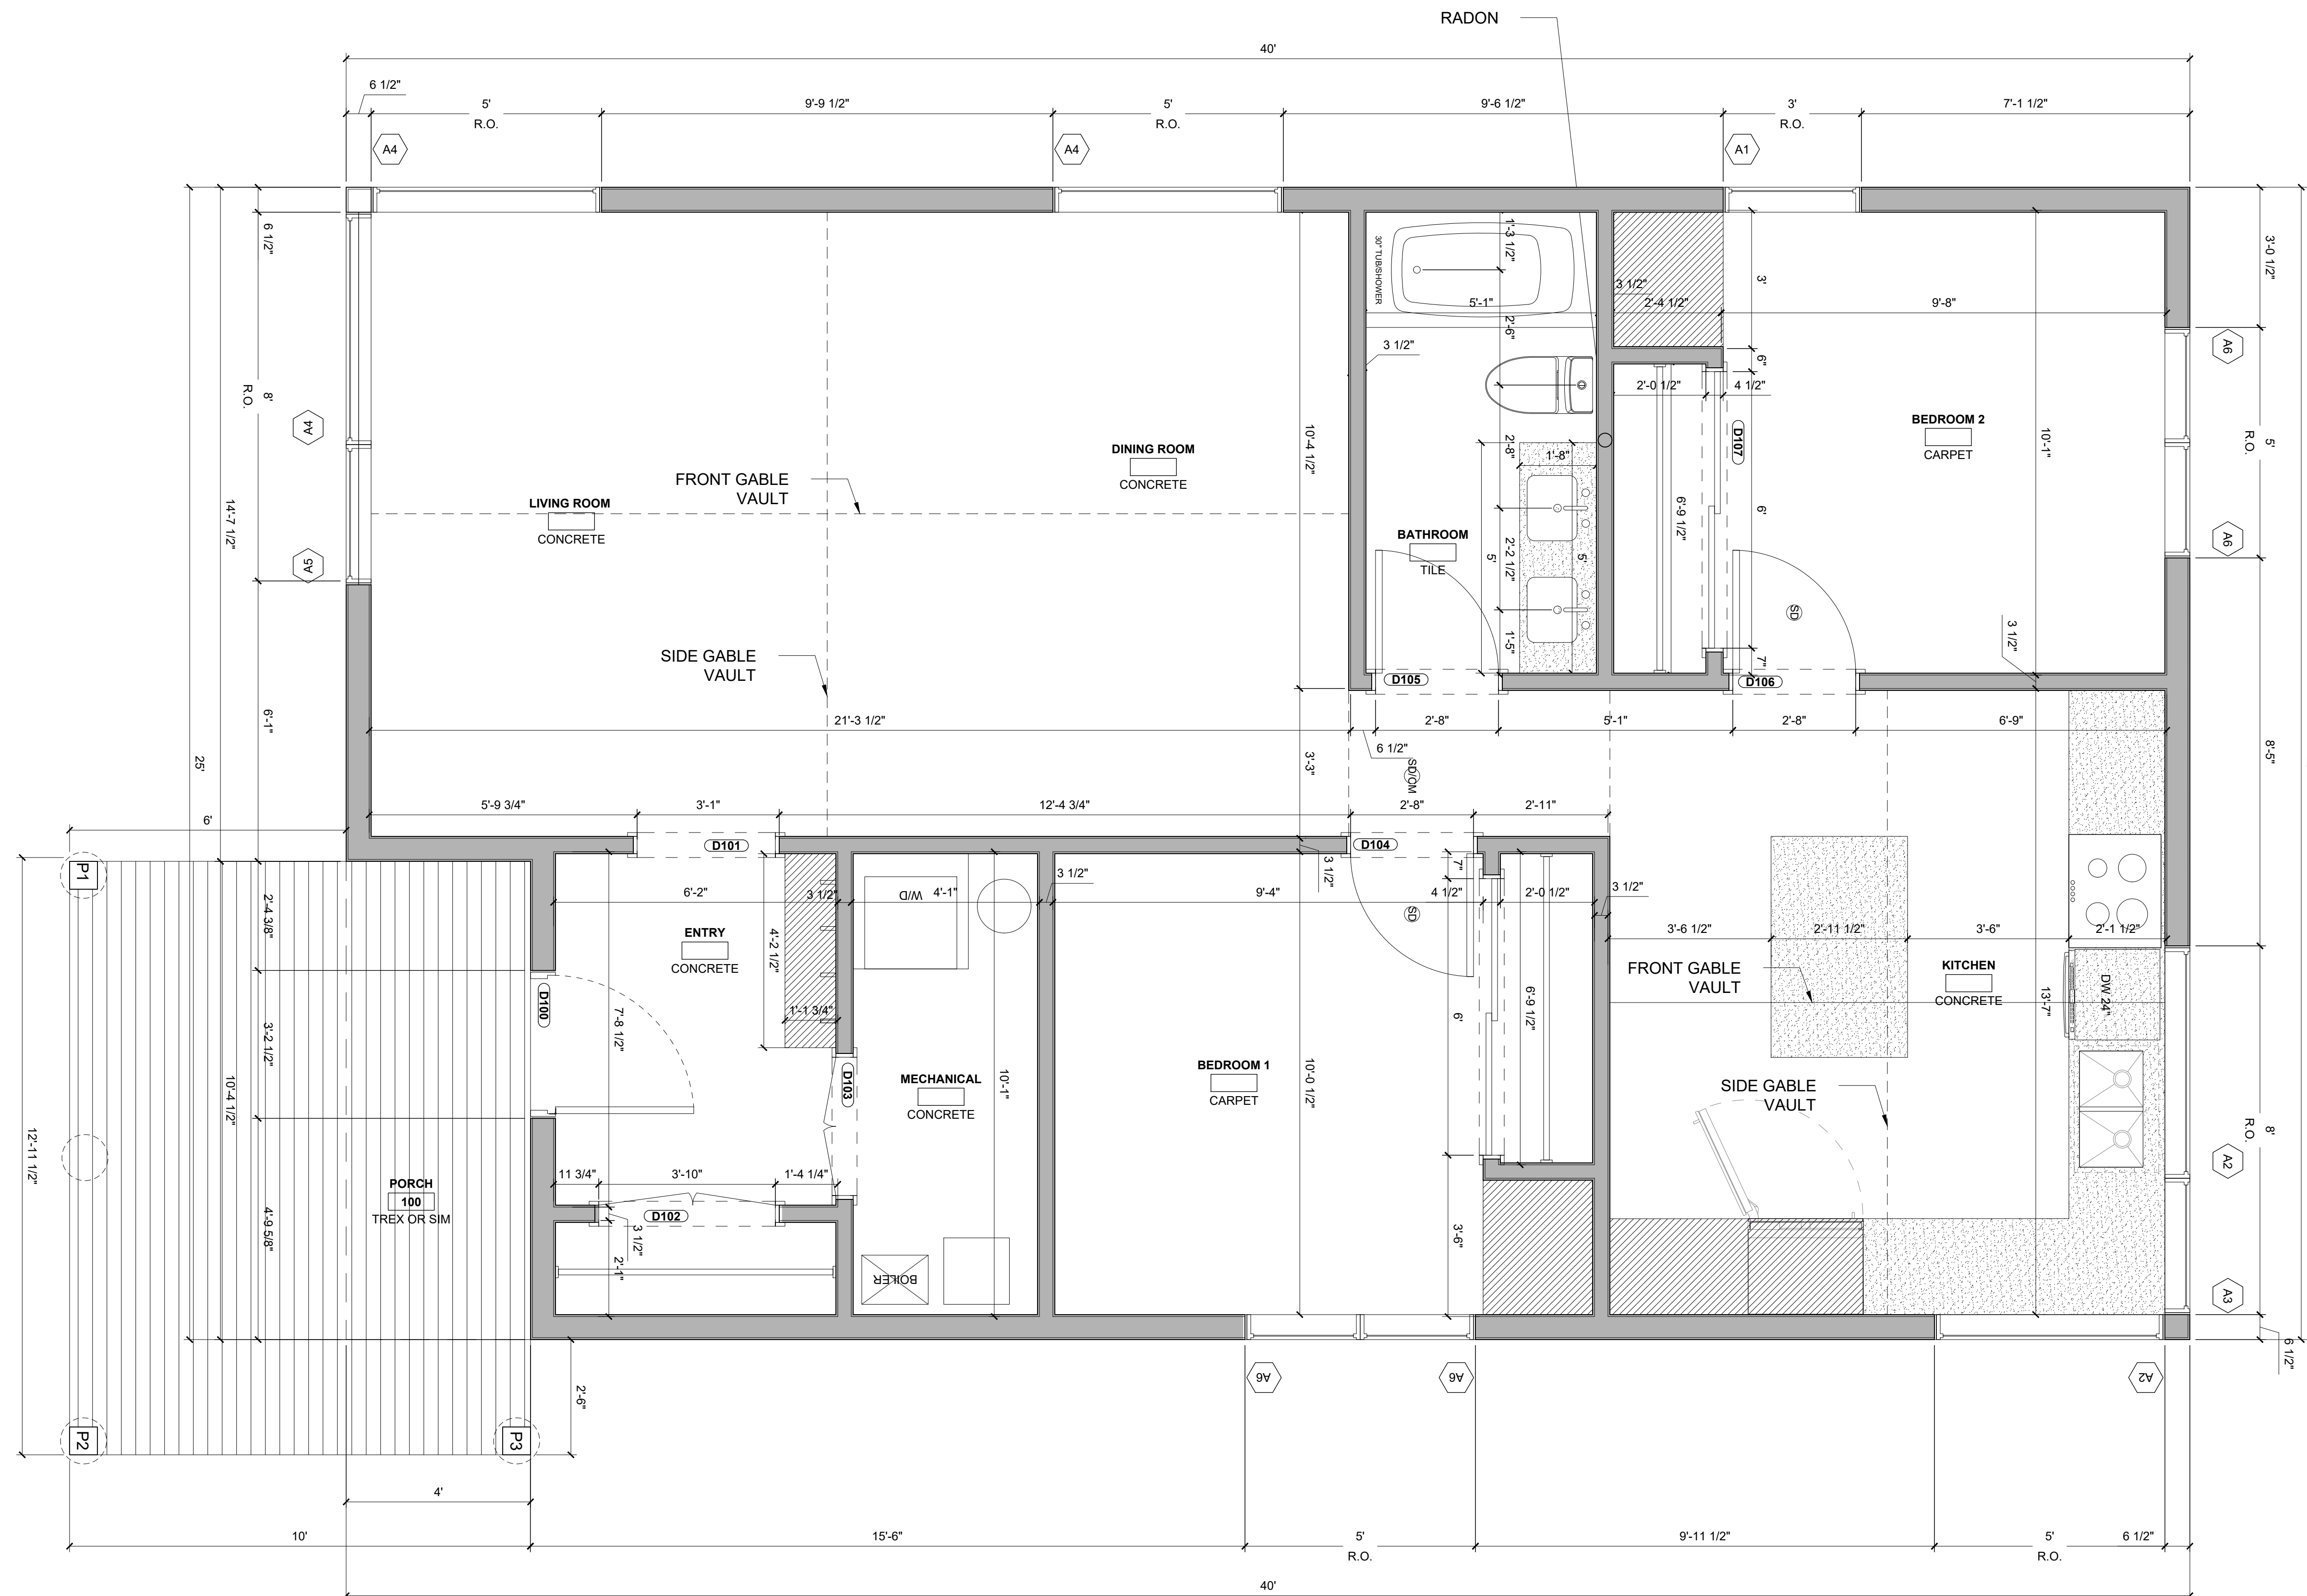 RADON
40'
6 1/2"
5'
R.O.
9'-9 1/2"
5'
R.O.
9'-6 1/2"
3'
R.O.
7'-1 1/2"
A4
A4
A1
6 1/2"
8'
R.O.
A4
A5
14'-7 1/2"
25'
6'-1"
6'
LIVING ROOM
CONCRETE
FRONT GABLE
VAULT
DINING ROOM
CONCRETE
SIDE GABLE
VAULT
10'-4 1/2"
21'-3 1/2"
3'-3"
30" TUB/SHOWER
1'-3 1/2"
5'-1"
2'-6"
3 1/2"
2'-8"
1'-8"
BATHROOM
TILE
5'
2'-2 1/2"
5'
1'-5"
D105
3 1/2"
2'-4 1/2"
3'
6"
9'-8"
2'-0 1/2"
4 1/2"
D107
6'-9 1/2"
6'
7"
BEDROOM 2
CARPET
10'-1"
SD
3 1/2"
D106
3'-0 1/2"
A6
5'
R.O.
A6
8'-5"
2'-8"
5'-1"
2'-8"
6'-9"
6 1/2"
SD/OM
5'-9 3/4"
3'-1"
12'-4 3/4"
2'-8"
2'-11"
D101
D104
3 1/2"
7"
P1
2'-4 3/8"
3'-2 1/2"
10'-4 1/2"
4'-9 5/8"
12'-11 1/2"
PORCH
100
TREX OR SIM
P2
P3
D100
6'-2"
3 1/2"
ENTRY
CONCRETE
4'-2 1/2"
1'-1 3/4"
7'-8 1/2"
11 3/4"
3'-10"
1'-4 1/4"
D102
3 1/2"
2'-1"
D103
W/D
4'-1"
3 1/2"
MECHANICAL
CONCRETE
10'-1"
BOILER
9'-4"
4 1/2"
2'-0 1/2"
3 1/2"
SD
BEDROOM 1
CARPET
10'-0 1/2"
6'
6'-9 1/2"
3'-6"
3'-6 1/2"
2'-11 1/2"
3'-6"
2'-1 1/2"
FRONT GABLE
VAULT
KITCHEN
CONCRETE
13'-7"
DW 24"
SIDE GABLE
VAULT
8'
R.O.
A2
A3
6 1/2"
A6
A6
A2
2'-6"
4'
10'
15'-6"
5'
R.O.
9'-11 1/2"
5'
R.O.
6 1/2"
40'